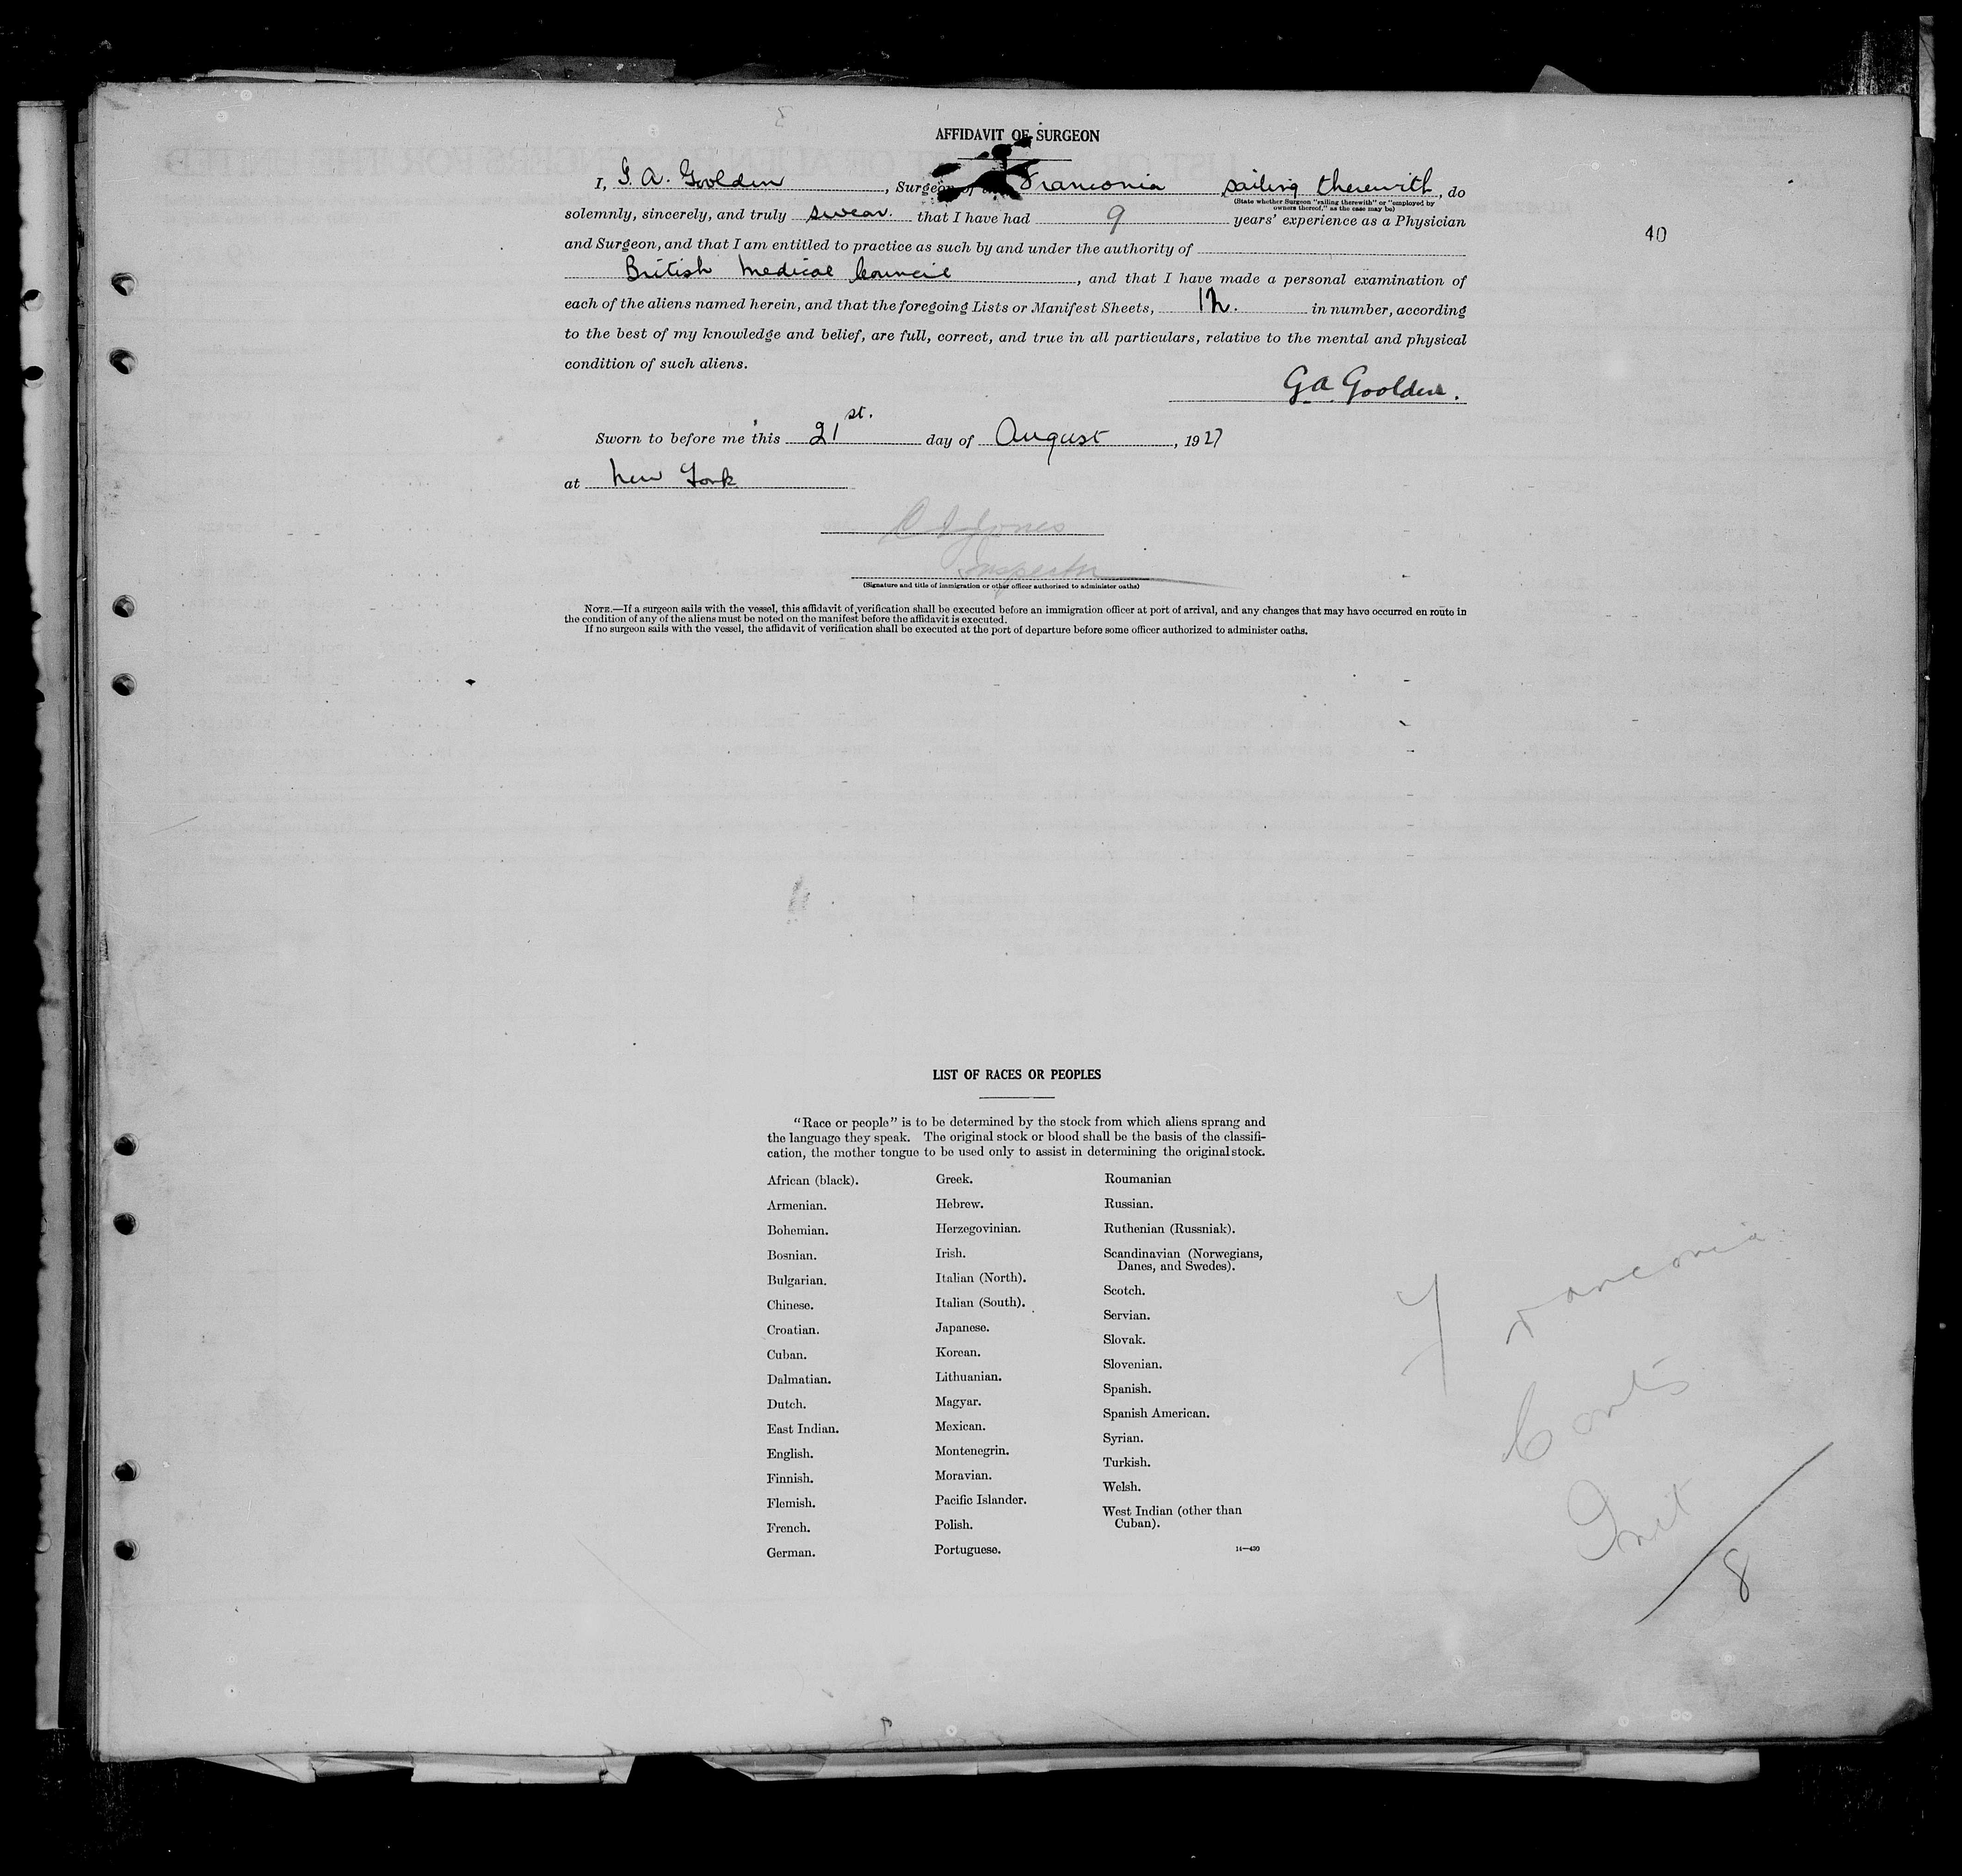 AFFIDAVIT OF SURGEON
I, G. A. Goolden, Surgeon of Franconia sailing therewith, do
(State whether Surgeon "sailing therewith" or "employed by
owners thereof," as the case may be)
solemnly, sincerely, and truly swear. that I have had 9 years' experience as a Physician
40
and Surgeon, and that I am entitled to practice as such by and under the authority of
British Medical Council, and that I have made a personal examination of
each of the aliens named herein, and that the foregoing Lists or Manifest Sheets, in number, according
to the best of my knowledge and belief, are full, correct, and true in all particulars, relative to the mental and physical
condition of such aliens.
G.A. Goolden.
Sworn to before me this 21st. day of August, 1927
at New York
Jones
Inspector
(Signature and title of immigration or other officer authorized to administer oaths)
NOTE.—If a surgeon sails with the vessel, this affidavit of verification shall be executed before an immigration officer at port of arrival, and any changes that may have occurred en route in
the condition of any of the aliens must be noted on the manifest before the affidavit is executed.
If no surgeon sails with the vessel, the affidavit of verification shall be executed at the port of departure before some officer authorized to administer oaths.
LIST OF RACES OR PEOPLES
"Race or people" is to be determined by the stock from which aliens sprang and
the language they speak. The original stock or blood shall be the basis of the classifi-
cation, the mother tongue to be used only to assist in determining the original stock.
African (black).
Armenian.
Bohemian.
Bosnian.
Bulgarian.
Chinese.
Croatian.
Cuban.
Dalmatian.
Dutch.
East Indian.
English.
Finnish.
Flemish.
French.
German.
Greek.
Hebrew.
Herzegovinian.
Irish.
Italian (North).
Italian (South).
Japanese.
Korean.
Lithuanian.
Magyar.
Mexican.
Montenegrin.
Moravian.
Pacific Islander.
Polish.
Portuguese.
Roumanian
Russian.
Ruthenian (Russniak).
Scandinavian (Norwegians,
Danes, and Swedes).
Scotch.
Servian.
Slovak.
Slovenian.
Spanish.
Spanish American.
Syrian.
Turkish.
Welsh.
West Indian (other than
Cuban).
14—430
Franconia
8